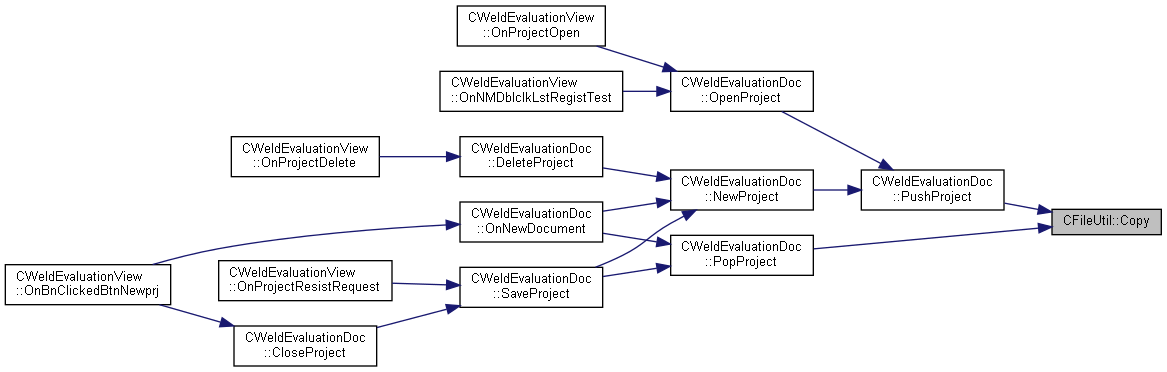 CWeldEvaluationView
::OnProjectOpen
CWeldEvaluationView
::OnNMDblclkLstRegistTest
CWeldEvaluationDoc
::OpenProject
CWeldEvaluationView
::OnProjectDelete
CWeldEvaluationDoc
::DeleteProject
CWeldEvaluationDoc
::NewProject
CWeldEvaluationDoc
::PushProject
CFileUtil::Copy
CWeldEvaluationDoc
::OnNewDocument
CWeldEvaluationDoc
::PopProject
CWeldEvaluationView
::OnBnClickedBtnNewprj
CWeldEvaluationView
::OnProjectResistRequest
CWeldEvaluationDoc
::SaveProject
CWeldEvaluationDoc
::CloseProject